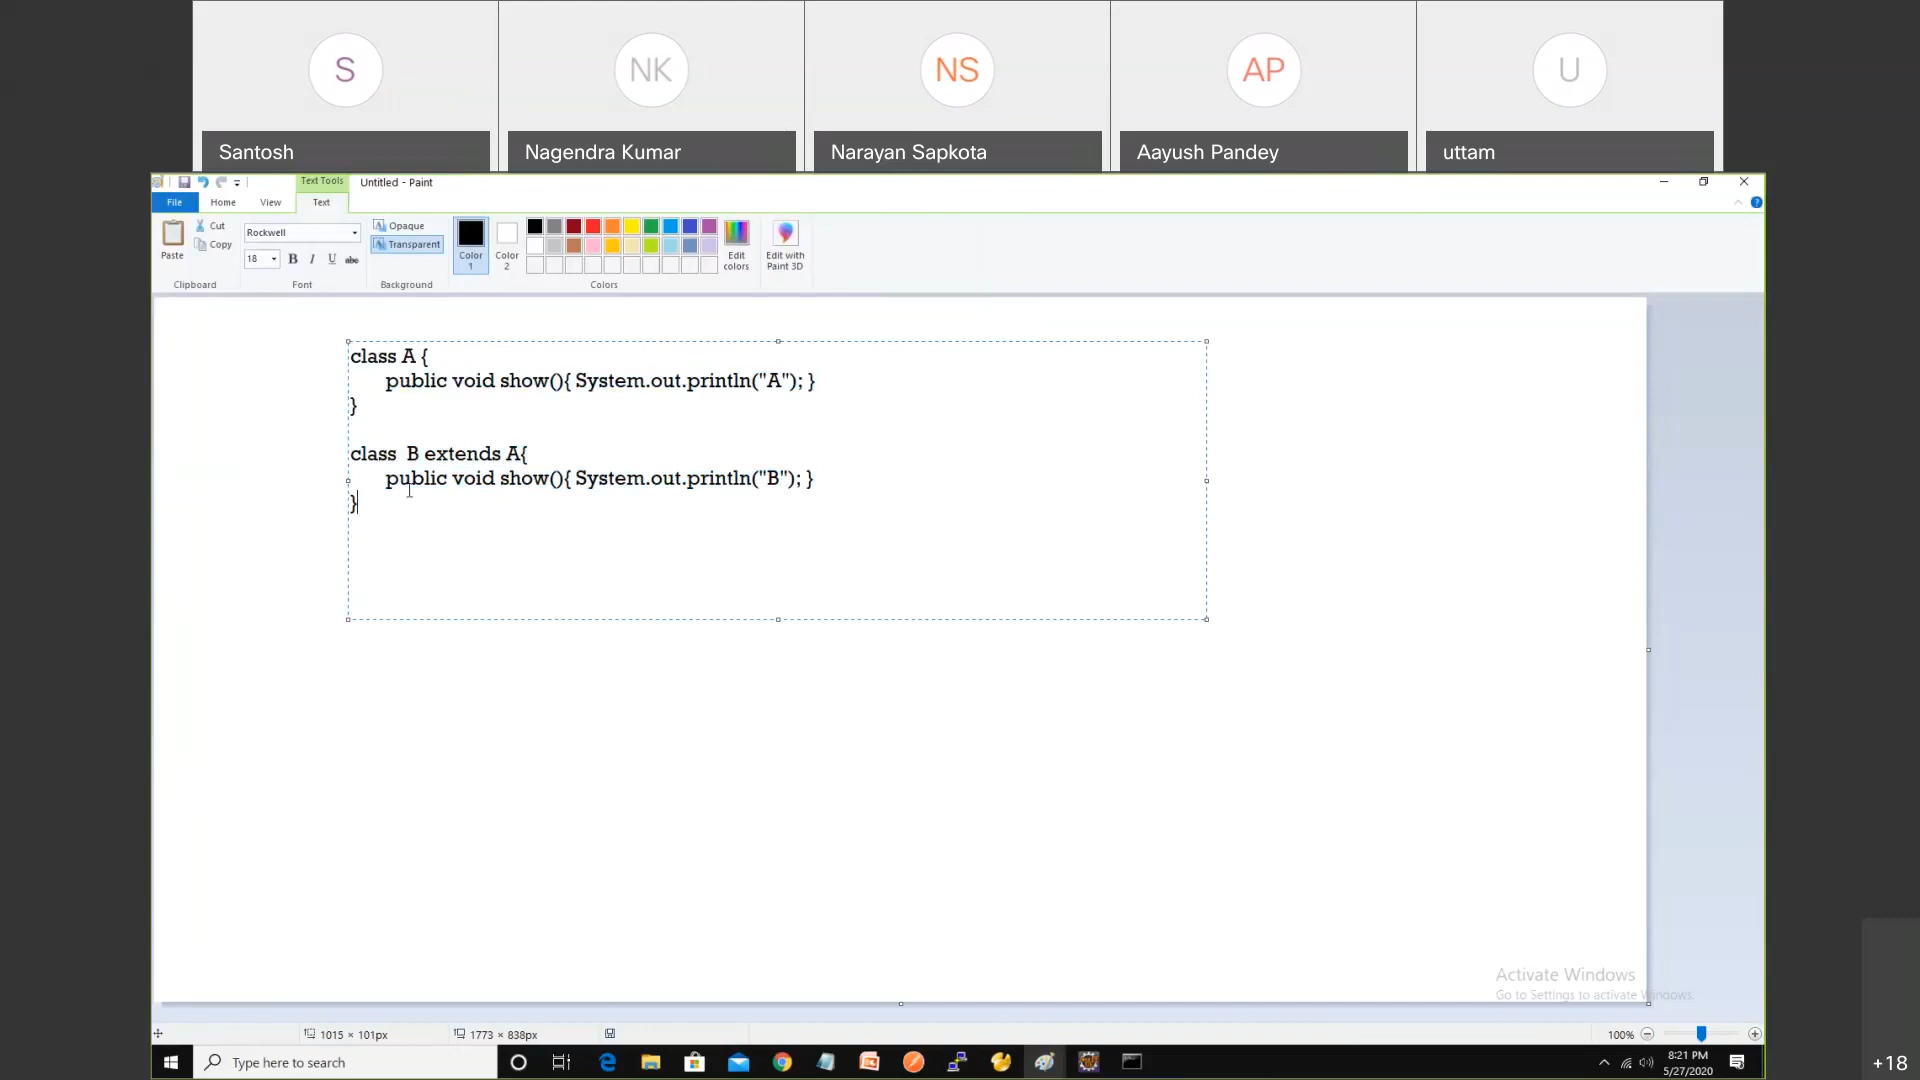 S
NK
NS
AP
U
Santosh
Nagendra Kumar
Narayan Sapkota
Aayush Pandey
uttam
Text Tools
Untitled - Paint
File
Home
View
Text
Paste
Cut
Copy
Clipboard
Rockwell
18
B I U abc
Font
Opaque
Transparent
Background
Color 1
Color 2
Colors
Edit colors
Edit with Paint 3D
class A {
public void show(){ System.out.println("A"); }
}
class  B extends A{
public void show(){ System.out.println("B"); }
}
Activate Windows
Go to Settings to activate Windows.
1015 × 101px
1773 × 838px
100%
Type here to search
8:21 PM
5/27/2020
+18